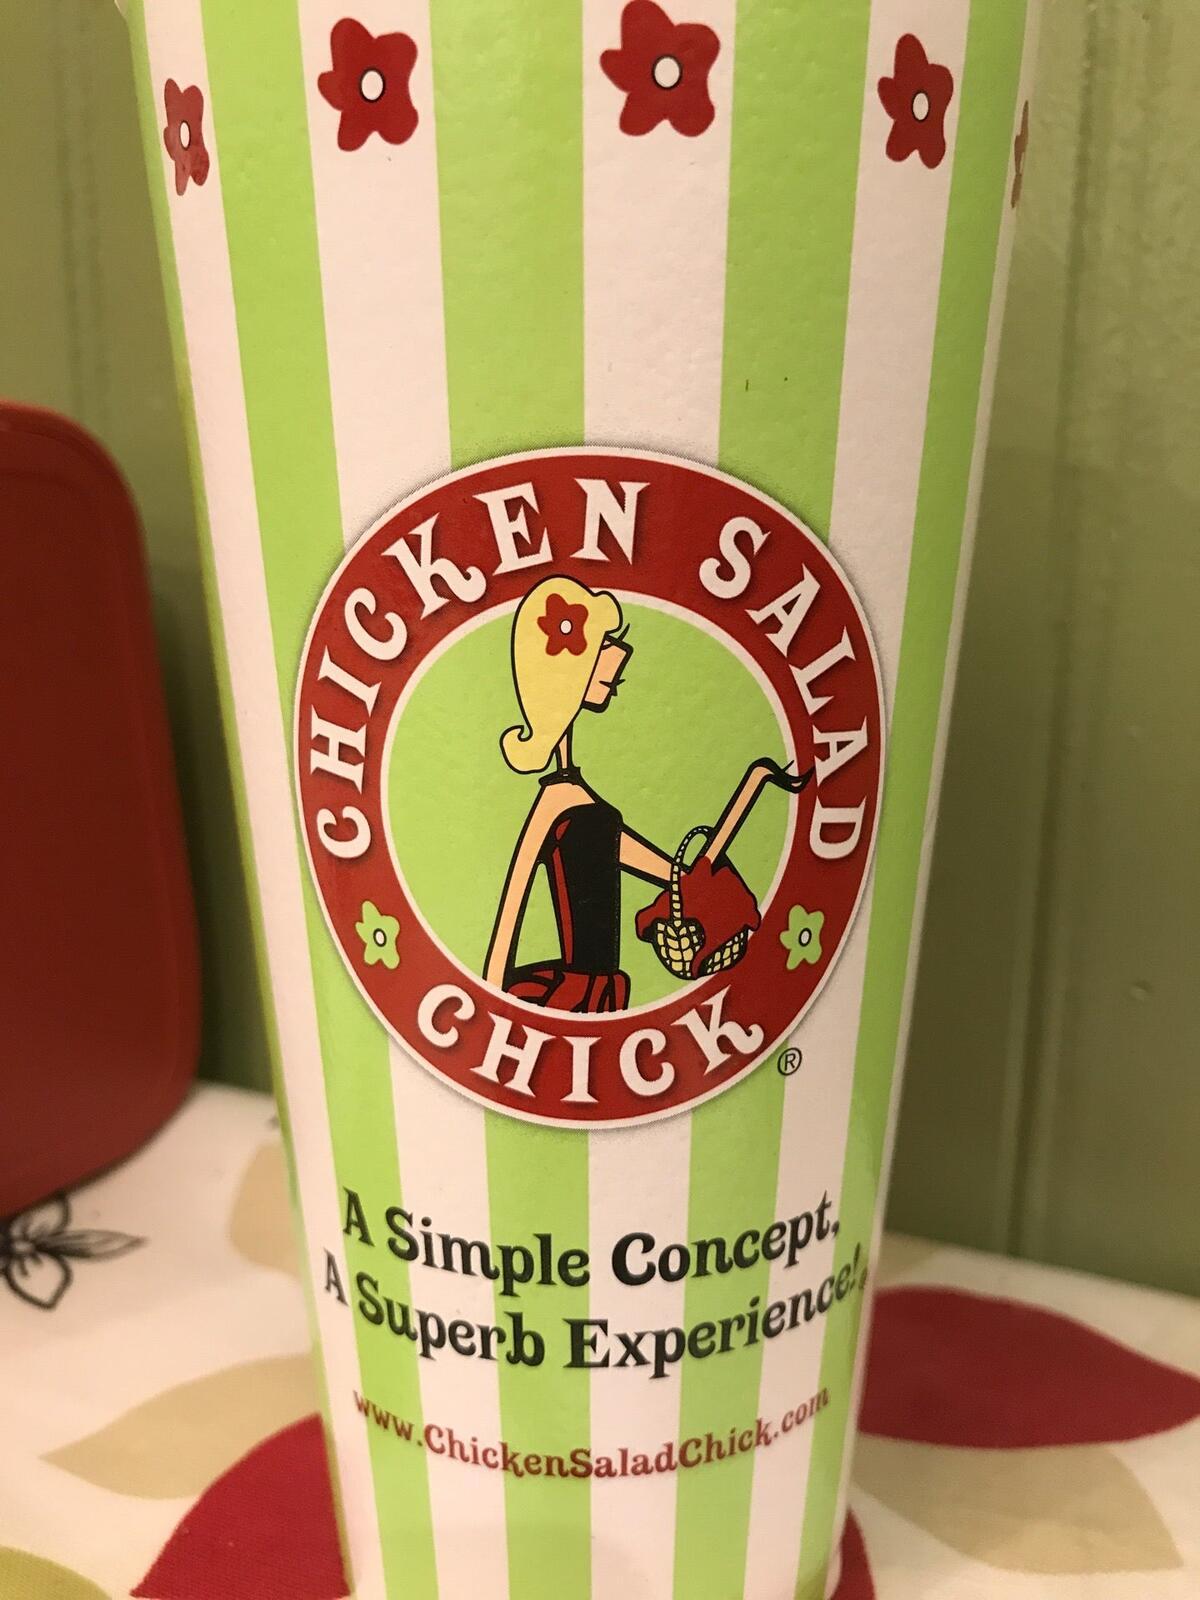 CHICKEN SALAD
CHICK
®
A Simple Concept,
A Superb Experience!
www.ChickenSaladChick.com